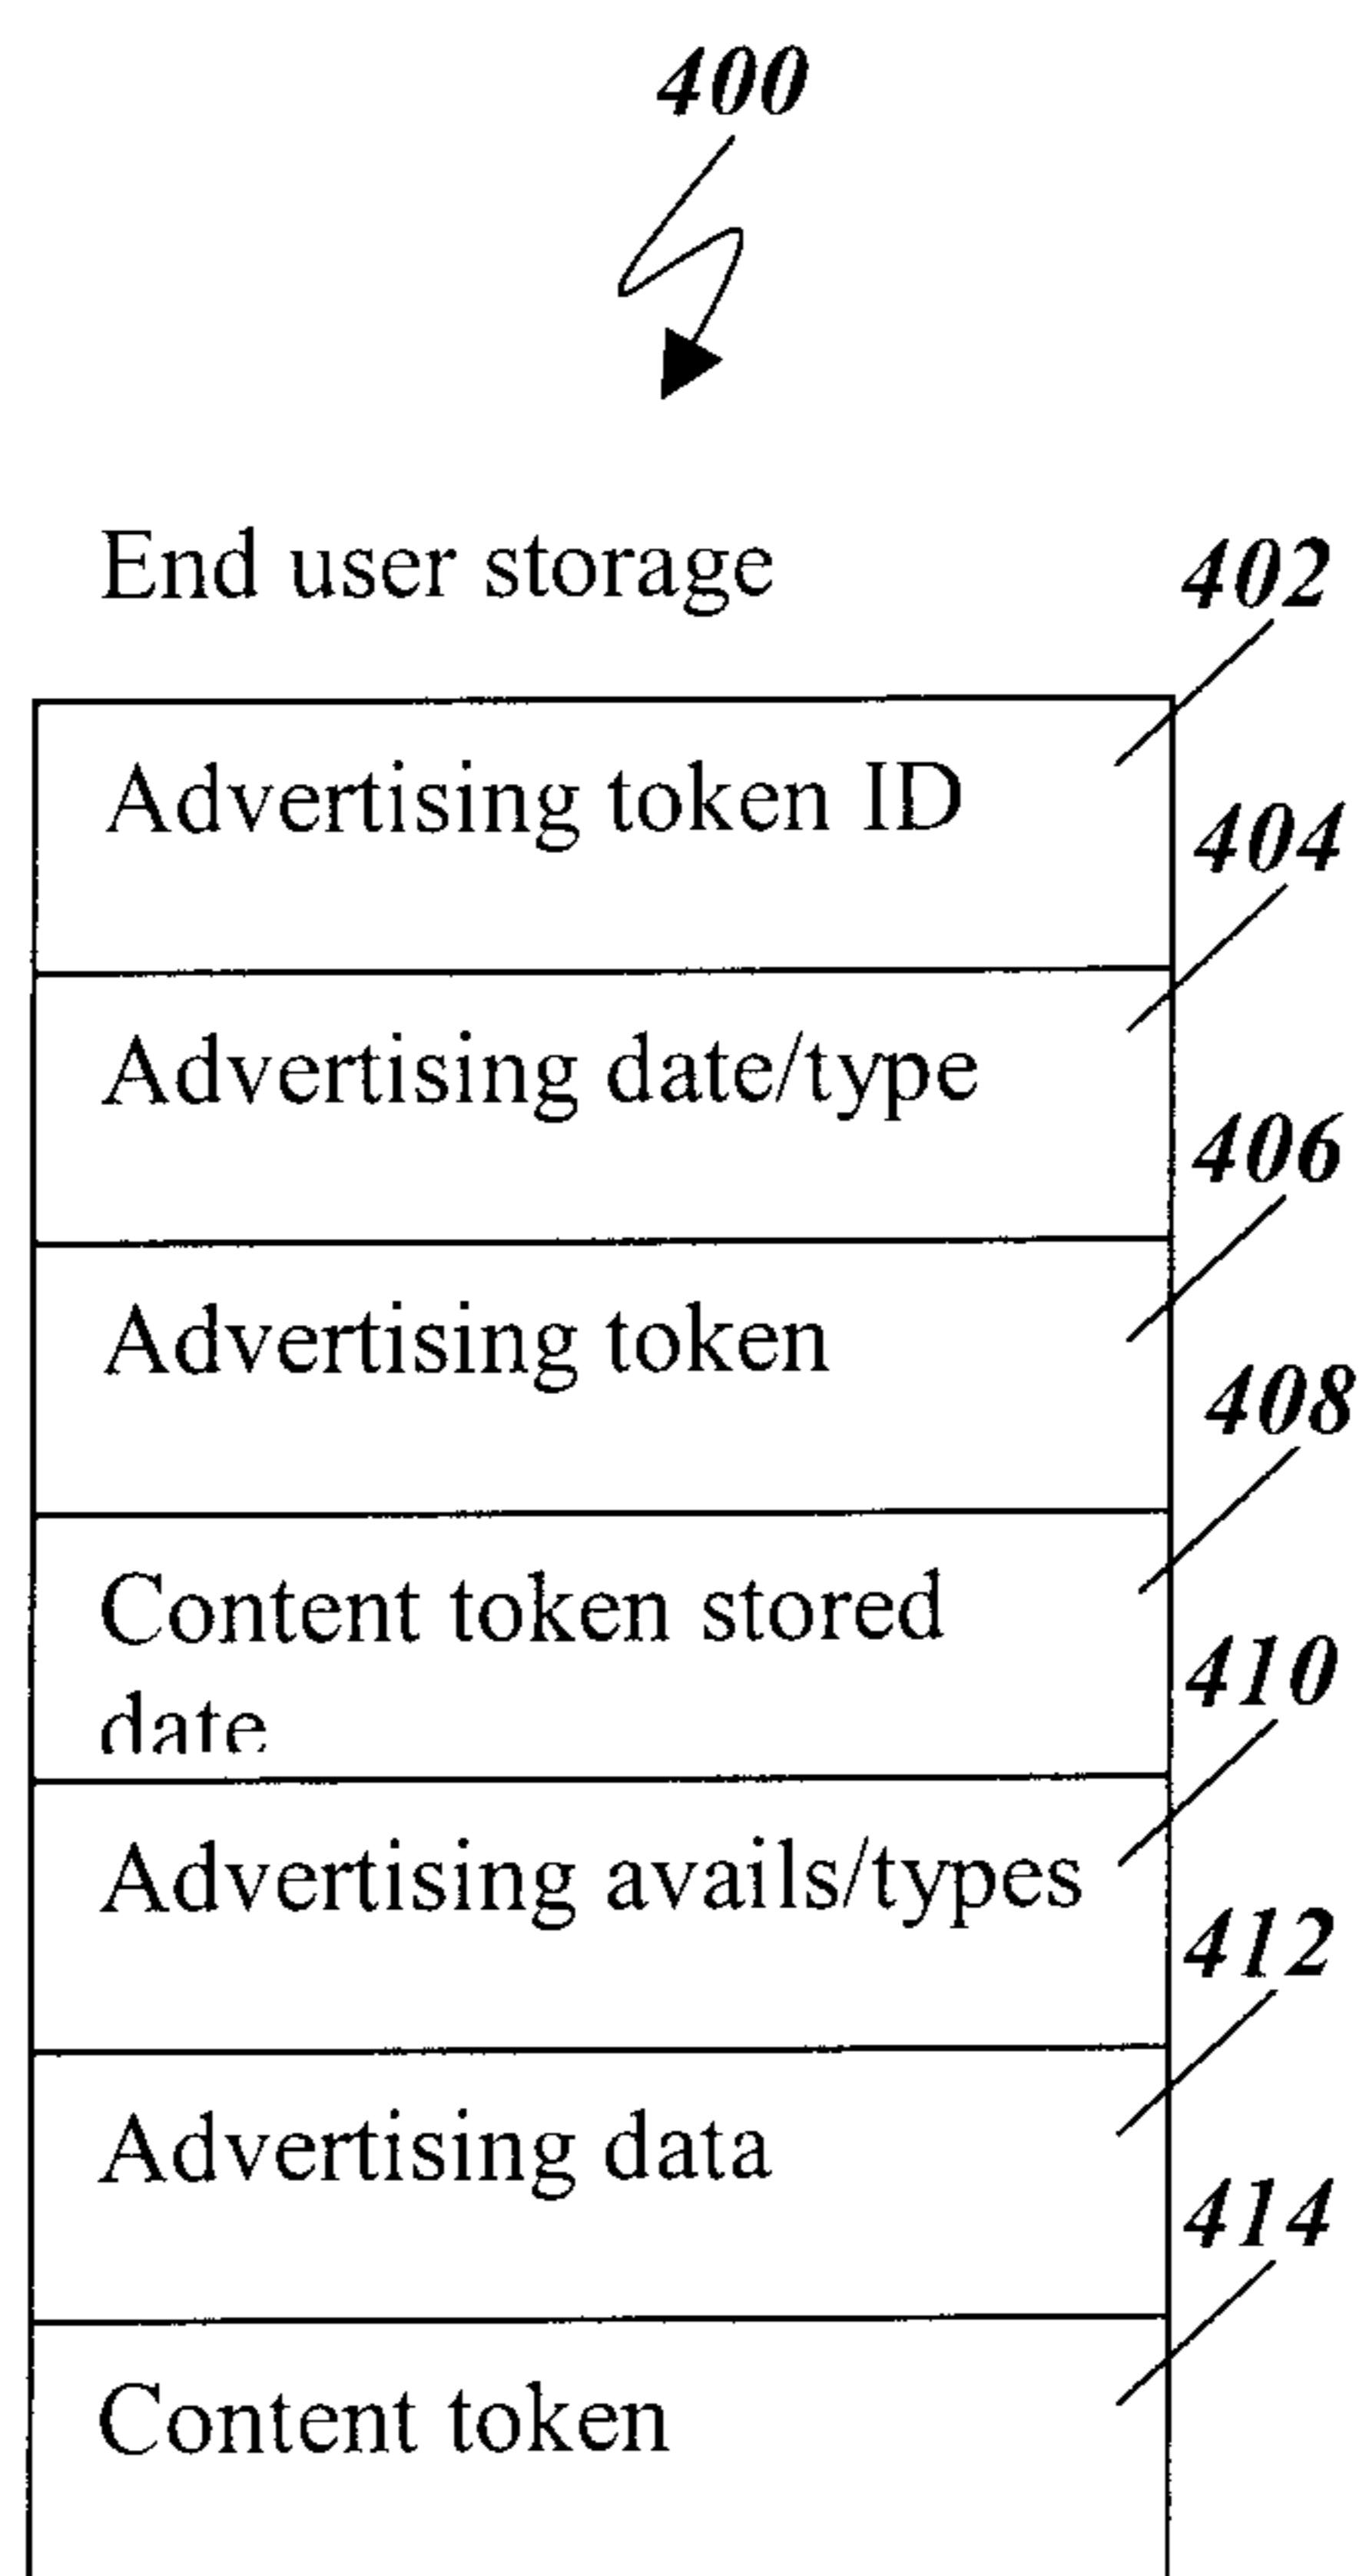 400
End user storage
402
Advertising token ID
404
Advertising date/type
406
Advertising token
408
Content token stored
date
410
Advertising avails/types
412
Advertising data
414
Content token